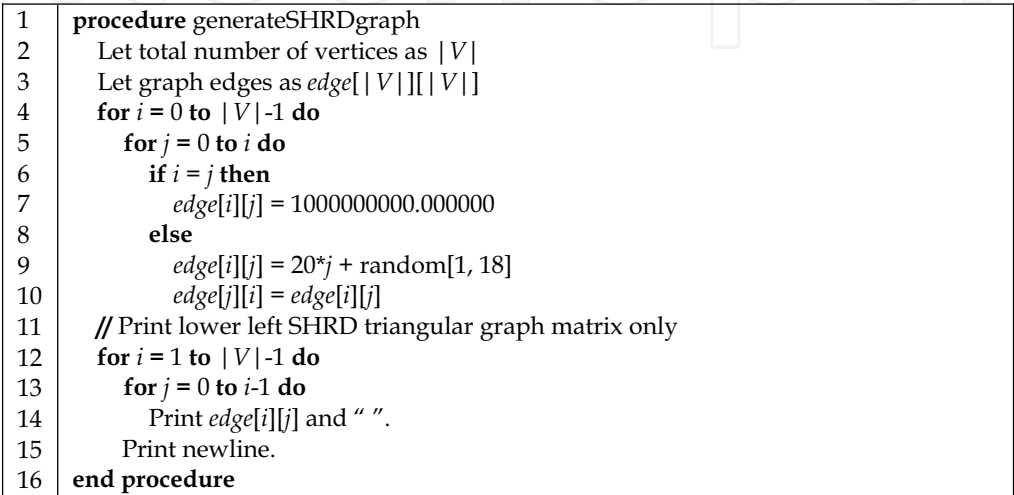 1 procedure generateSHRDgraph
2 Let total number of vertices as |V|
3 Let graph edges as edge[|V|][|V|]
4 for i = 0 to |V|-1 do
5 for j = 0 to i do
6 if i = j then
7 edge[i][j] = 1000000000.000000
8 else
9 edge[i][j] = 20*j + random[1, 18]
10 edge[j][i] = edge[i][j]
11 // Print lower left SHRD triangular graph matrix only
12 for i = 1 to |V|-1 do
13 for j = 0 to i-1 do
14 Print edge[i][j] and “ ”.
15 Print newline.
16 end procedure